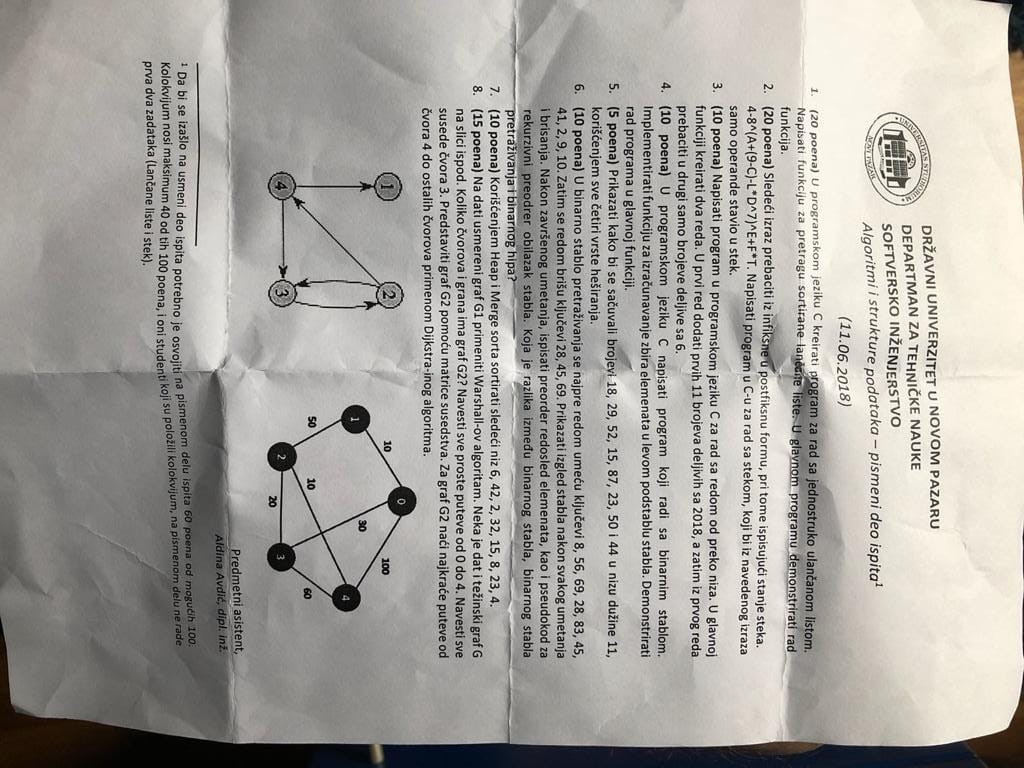 DRŽAVNI UNIVERZITET U NOVOM PAZARU
DEPARTMAN ZA TEHNIČKE NAUKE
SOFTVERSKO INŽENJERSTVO
Algoritmi i strukture podataka – pismeni deo ispita¹
(11.06.2018)
1. (20 poena) U programskom jeziku C kreirati program za rad sa jednostruko ulančanom listom.
Napisati funkciju za pretragu sortirane lančne liste. U glavnom programu demonstrirati rad
funkcija.
2. (20 poena) Sledeći izraz prebaciti iz infiksne u postfiksnu formu, pri tome ispisujući stanje steka.
4-8^(A+(9-C)-L*D^7)^E+F*T. Napisati program u C-u za rad sa stekom, koji bi iz navedenog izraza
samo operande stavio u stek.
3. (10 poena) Napisati program u programskom jeziku C za rad sa redom od preko niza. U glavnoj
funkciji kreirati dva reda. U prvi red dodati prvih 11 brojeva deljivih sa 2018, a zatim iz prvog reda
prebaciti u drugi samo brojeve deljive sa 6.
4. (10 poena) U programskom jeziku C napisati program koji radi sa binarnim stablom.
Implementirati funkciju za izračunavanje zbira elemenata u levom podstablu stabla. Demonstrirati
rad programa u glavnoj funkciji.
5. (5 poena) Prikazati kako bi se sačuvali brojevi 18, 29, 52, 15, 87, 23, 50 i 44 u nizu dužine 11,
korišćenjem sve četiri vrste heširanja.
6. (10 poena) U binarno stablo pretraživanja se najpre redom umeću ključevi 8, 56, 69, 28, 83, 45,
41, 2, 9, 10. Zatim se redom brišu ključevi 28, 45, 69. Prikazati izgled stabla nakon svakog umetanja
i brisanja. Nakon završenog umetanja, ispisati preorder redosled elemenata, kao i pseudokod za
rekurzivni preodrer obilazak stabla. Koja je razlika između binarnog stabla, binarnog stabla
pretraživanja i binarnog hipa?
7. (10 poena) Korišćenjem Heap i Merge sorta sortirati sledeći niz 6, 42, 2, 32, 15, 8, 23, 4.
8. (15 poena) Na dati usmereni graf G1 primeniti Warshall-ov algoritam. Neka je dat i težinski graf G
na slici ispod. Koliko čvorova i grana ima graf G2? Navesti sve proste puteve od 0 do 4. Navesti sve
susede čvora 3. Predstaviti graf G2 pomoću matrice susedstva. Za graf G2 naći najkraće puteve od
čvora 4 do ostalih čvorova primenom Dijkstra-inog algoritma.
1
2
3
4
0
1
2
3
4
10
100
30
50
10
20
60
Predmetni asistent,
Aldina Avdić, dipl. inž.
¹ Da bi se izašlo na usmeni deo ispita potrebno je osvojiti na pismenom delu ispita 60 poena od mogućih 100.
Kolokvijum nosi maksimum 40 od tih 100 poena, i oni studenti koji su položili kolokvijum, na pismenom delu ne rade
prva dva zadataka (Lančane liste i stek).